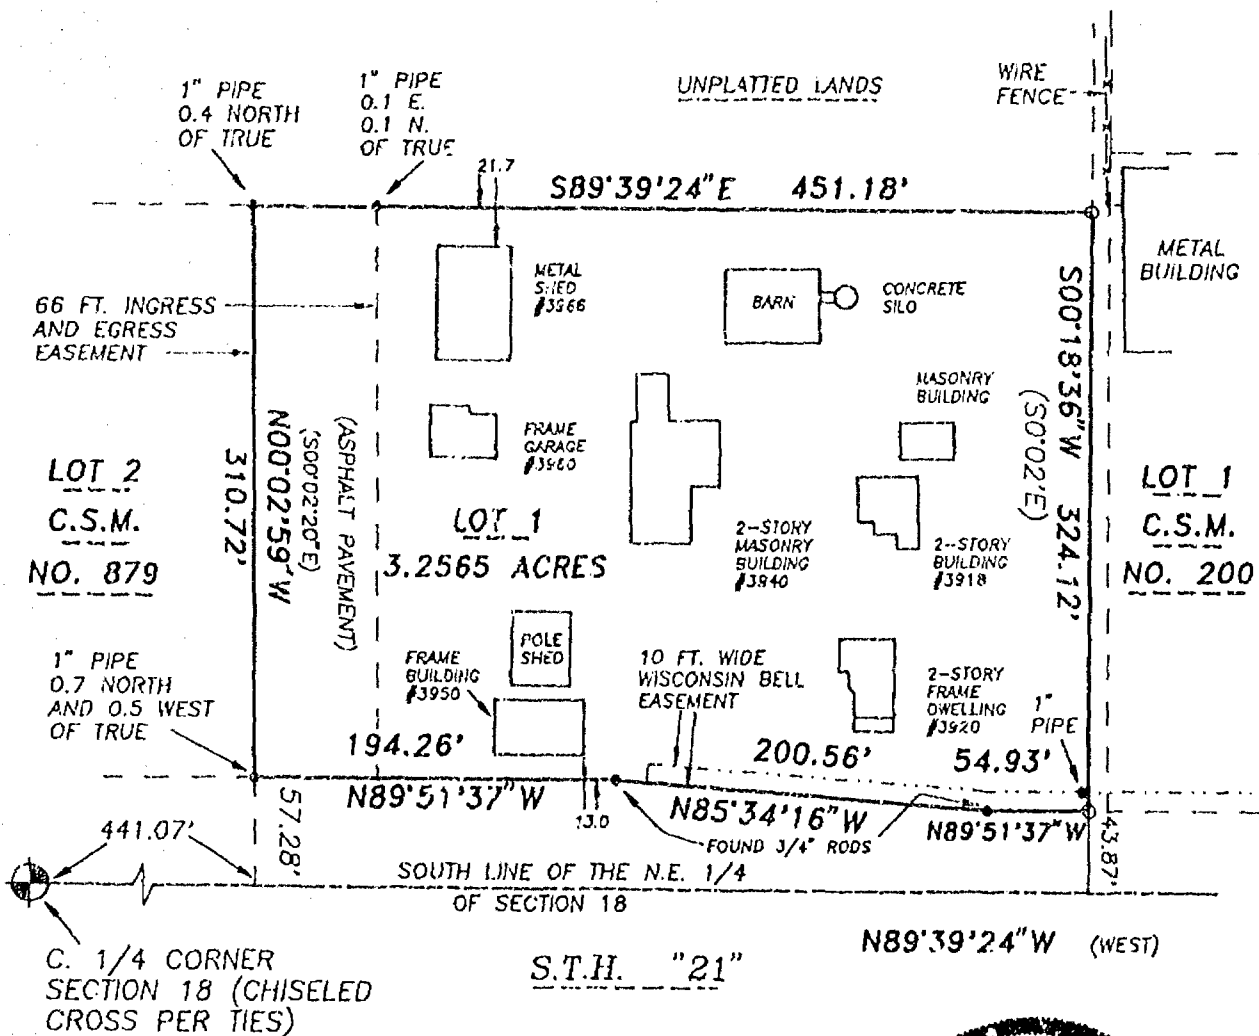 1" PIPE
0.4 NORTH
OF TRUE
1" PIPE
0.1 E.
0.1 N.
OF TRUE
UNPLATTED LANDS
WIRE
FENCE
21.7
S89°39'24"E 451.18'
METAL
BUILDING
66 FT. INGRESS
AND EGRESS
EASEMENT
METAL
SHED
#3966
BARN
CONCRETE
SILO
S00°18'36"W 324.12'
(S0°02'E)
MASONRY
BUILDING
FRAME
GARAGE
#3960
N00°02'59"W
310.72'
(S00°02'20"E)
(ASPHALT PAVEMENT)
LOT 2
C.S.M.
NO. 879
LOT 1
3.2565 ACRES
2-STORY
MASONRY
BUILDING
#3940
2-STORY
BUILDING
#3918
LOT 1
C.S.M.
NO. 200
POLE
SHED
FRAME
BUILDING
#3950
10 FT. WIDE
WISCONSIN BELL
EASEMENT
2-STORY
FRAME
DWELLING
#3920
1"
PIPE
1" PIPE
0.7 NORTH
AND 0.5 WEST
OF TRUE
194.26'
200.56'
54.93'
N89°51'37"W
13.0
N85°34'16"W
N89°51'37"W
FOUND 3/4" RODS
57.28'
43.87'
441.07'
SOUTH LINE OF THE N.E. 1/4
OF SECTION 18
N89°39'24"W (WEST)
C. 1/4 CORNER
SECTION 18 (CHISELED
CROSS PER TIES)
S.T.H. "21"